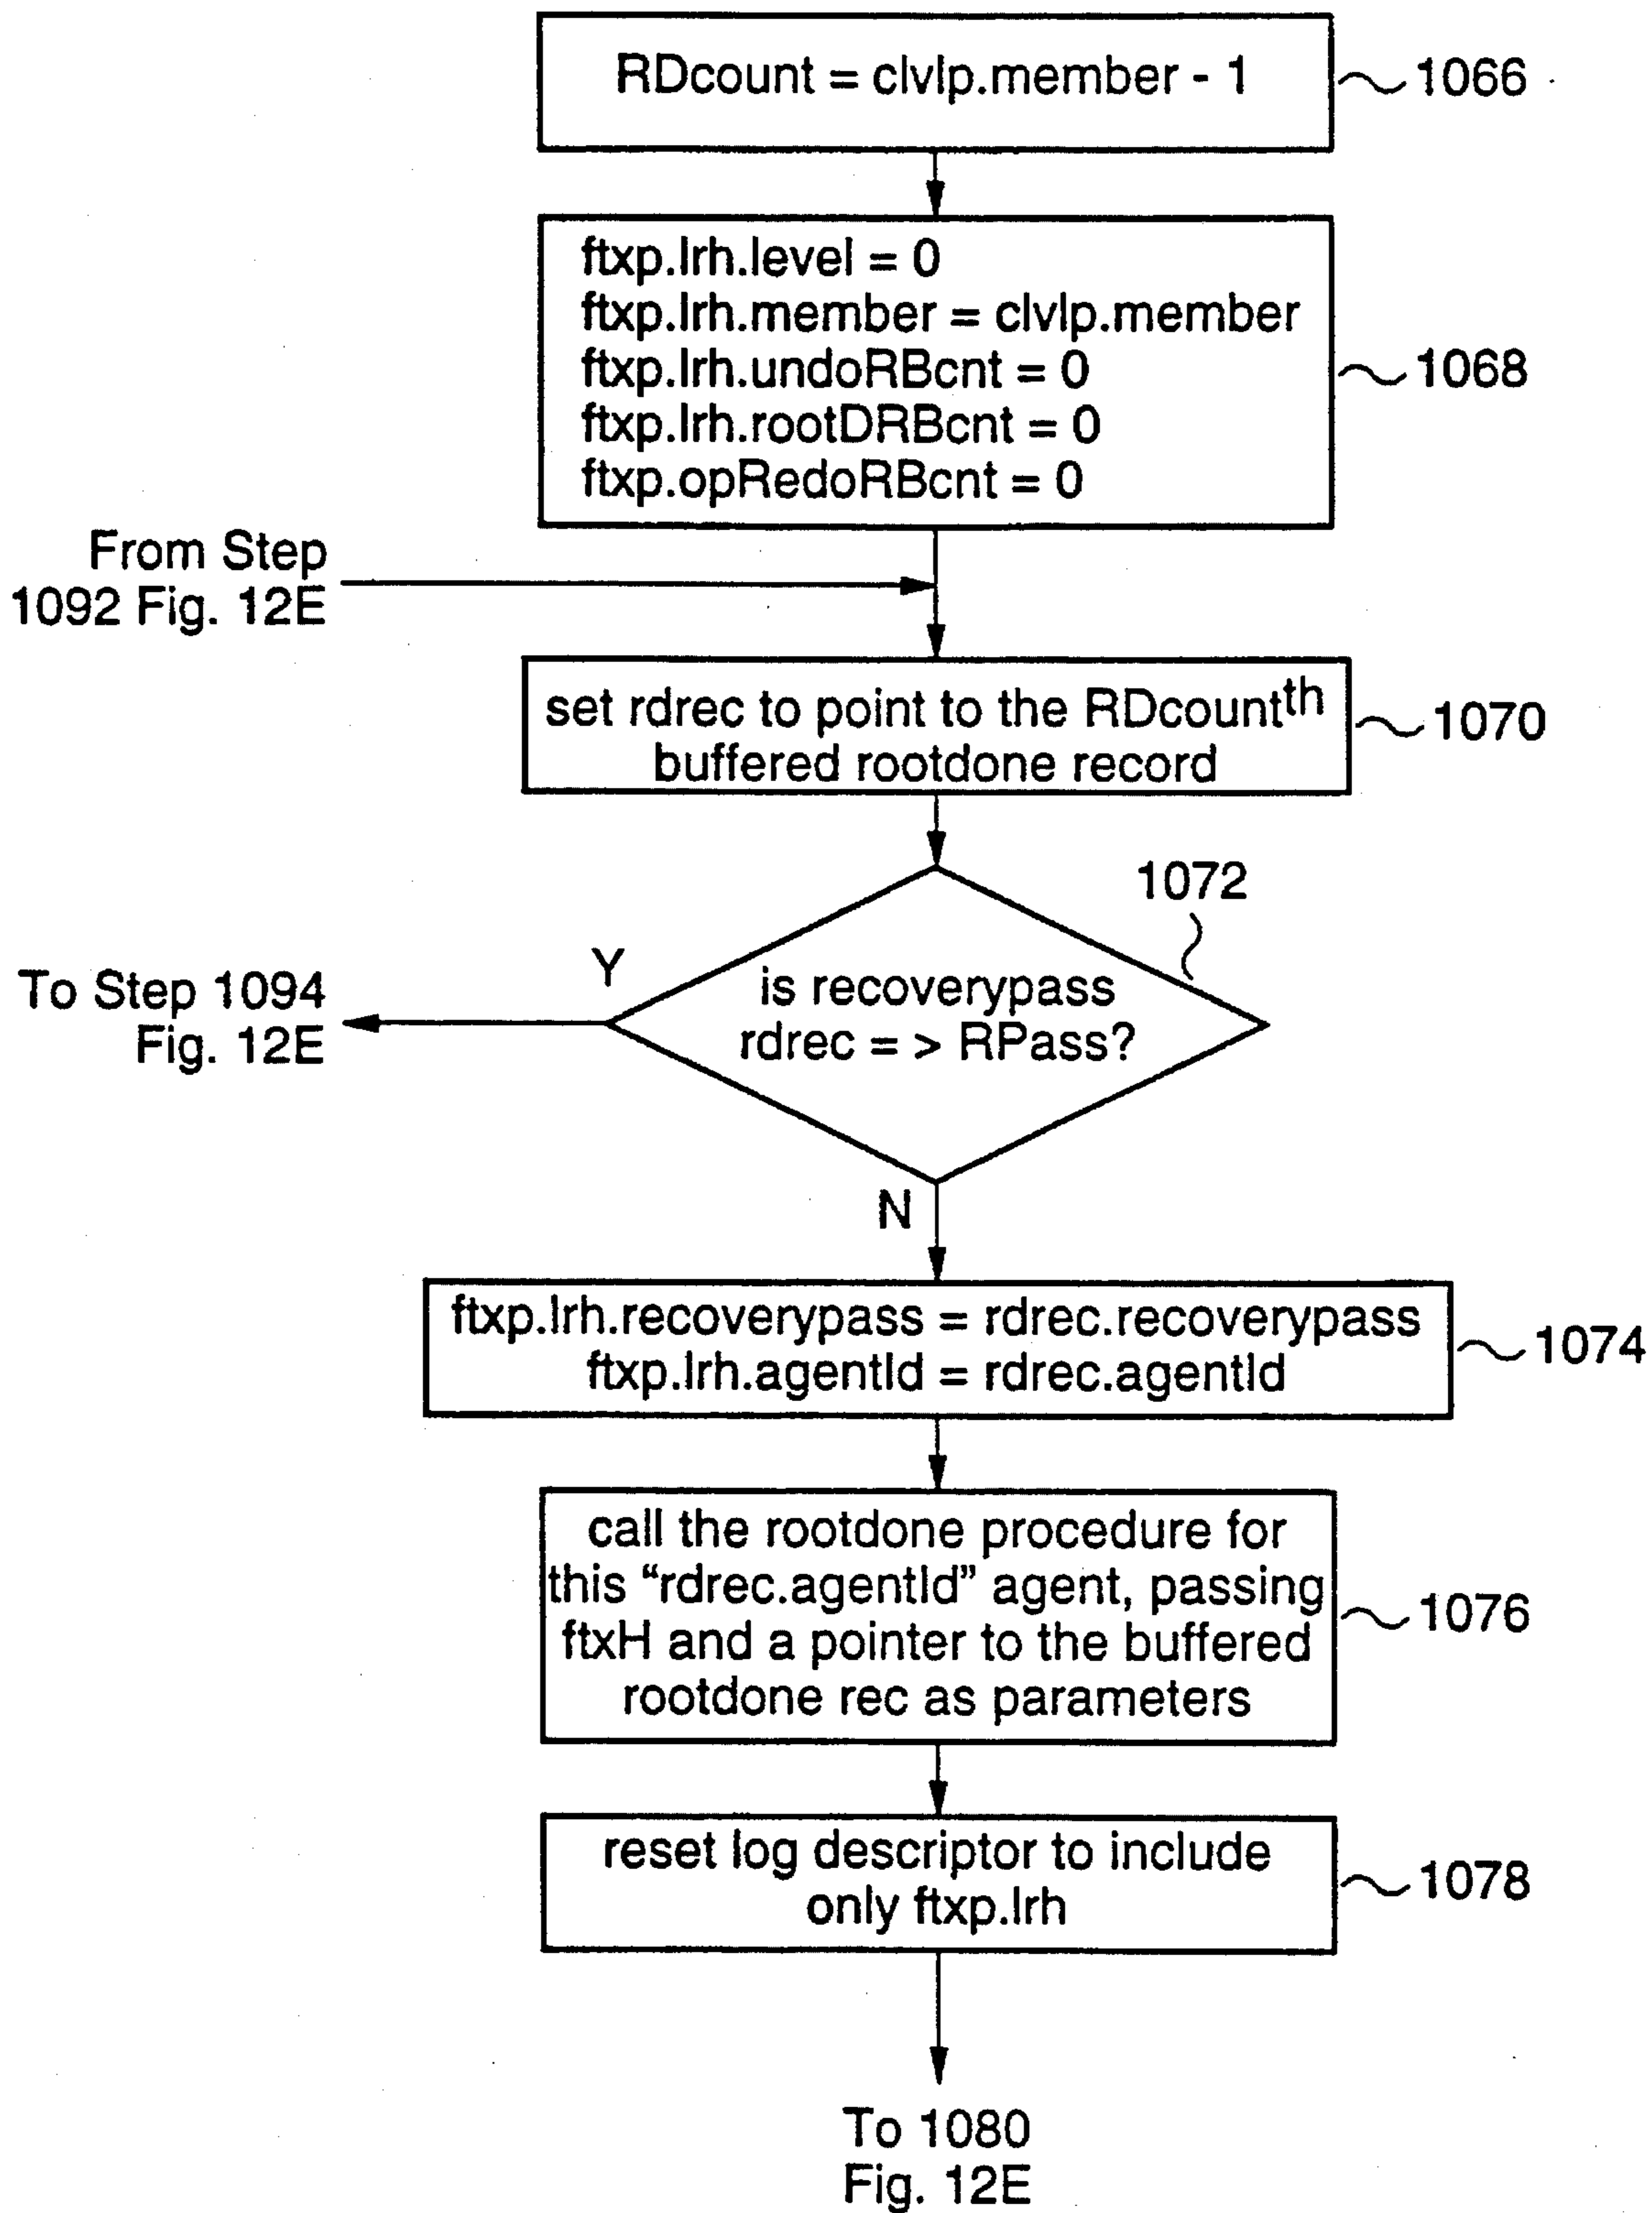 RDcount = clvlp.member - 1
1066
ftxp.lrh.level = 0
ftxp.lrh.member = clvlp.member
ftxp.lrh.undoRBcnt = 0
1068
ftxp.lrh.rootDRBcnt = 0
ftxp.opRedoRBcnt = 0
From Step
1092 Fig. 12E
set rdrec to point to the RDcountth
buffered rootdone record
1070
1072
Y
To Step 1094
Fig. 12E
is recoverypass
rdrec = > RPass?
N
ftxp.lrh.recoverypass = rdrec.recoverypass
ftxp.lrh.agentId = rdrec.agentId
1074
call the rootdone procedure for
this “rdrec.agentId” agent, passing
ftxH and a pointer to the buffered
rootdone rec as parameters
1076
reset log descriptor to include
only ftxp.lrh
1078
To 1080
Fig. 12E